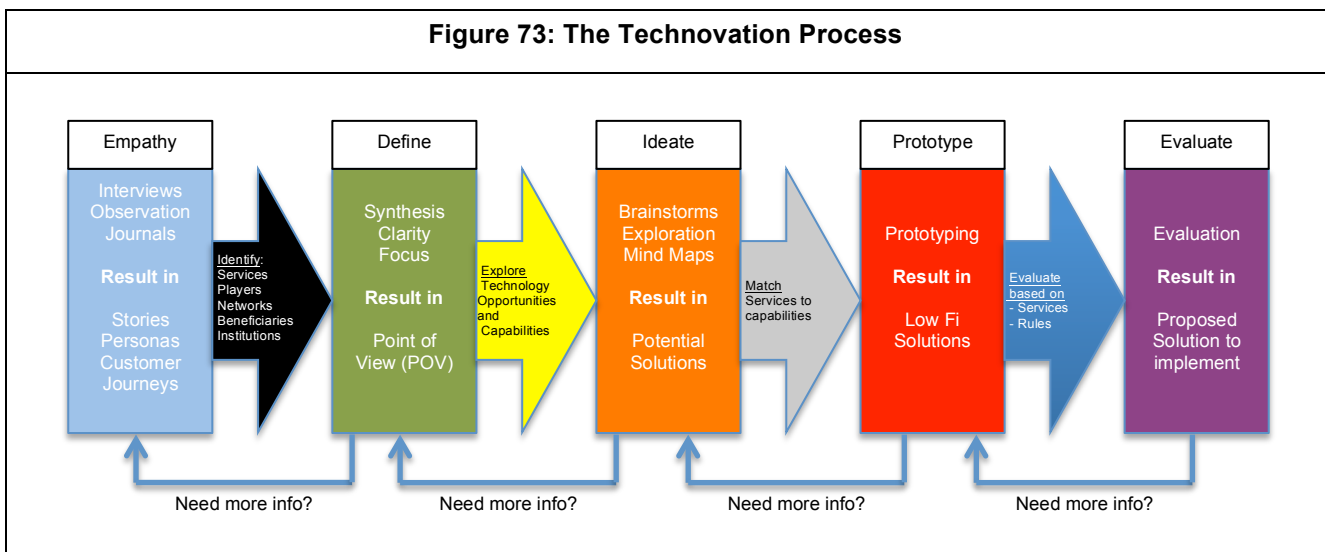 Figure 73: The Technovation Process
Empathy
Interviews
Observation
Journals
Result in
Stories
Personas
Customer
Journeys
Identify:
Services
Players
Networks
Beneficiaries
Institutions
Define
Synthesis
Clarity
Focus
Result in
Point of
View (POV)
Explore
Technology
Opportunities
and
Capabilities
Ideate
Brainstorms
Exploration
Mind Maps
Result in
Potential
Solutions
Match
Services to
capabilities
Prototype
Prototyping
Result in
Low Fi
Solutions
Evaluate
based on
- Services
- Rules
Evaluate
Evaluation
Result in
Proposed
Solution to
implement
Need more info?
Need more info?
Need more info?
Need more info?